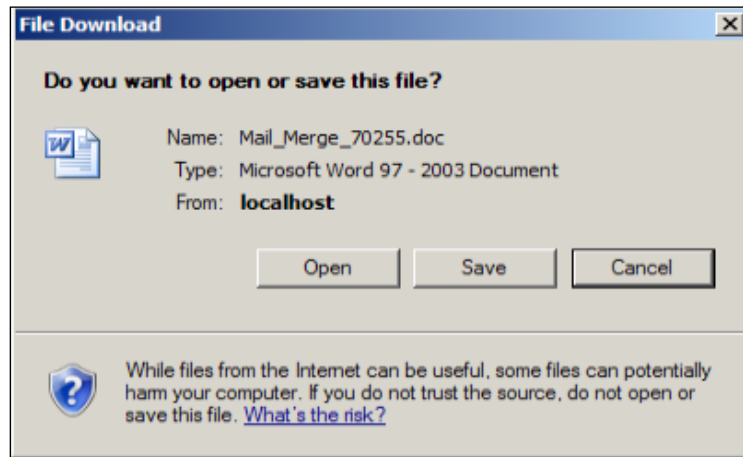 File Download
Do you want to open or save this file?
Name: Mail_Merge_70255.doc
Type: Microsoft Word 97 - 2003 Document
From: localhost
Open Save Cancel
While files from the Internet can be useful, some files can potentially
harm your computer. If you do not trust the source, do not open or
save this file. What's the risk?